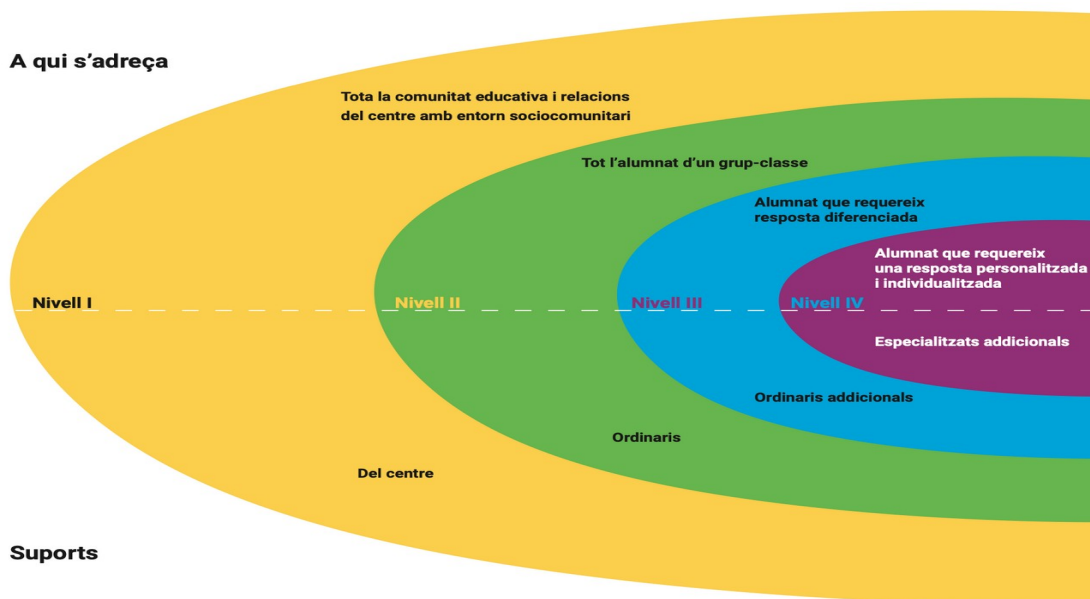 A qui s’adreça
Tota la comunitat educativa i relacions
del centre amb entorn sociocomunitari
Tot l’alumnat d’un grup-classe
Alumnat que requereix
resposta diferenciada
Alumnat que requereix
una resposta personalitzada
i individualitzada
Nivell I
Nivell II
Nivell III
Nivell IV
Especialitzats addicionals
Ordinaris addicionals
Ordinaris
Del centre
Suports